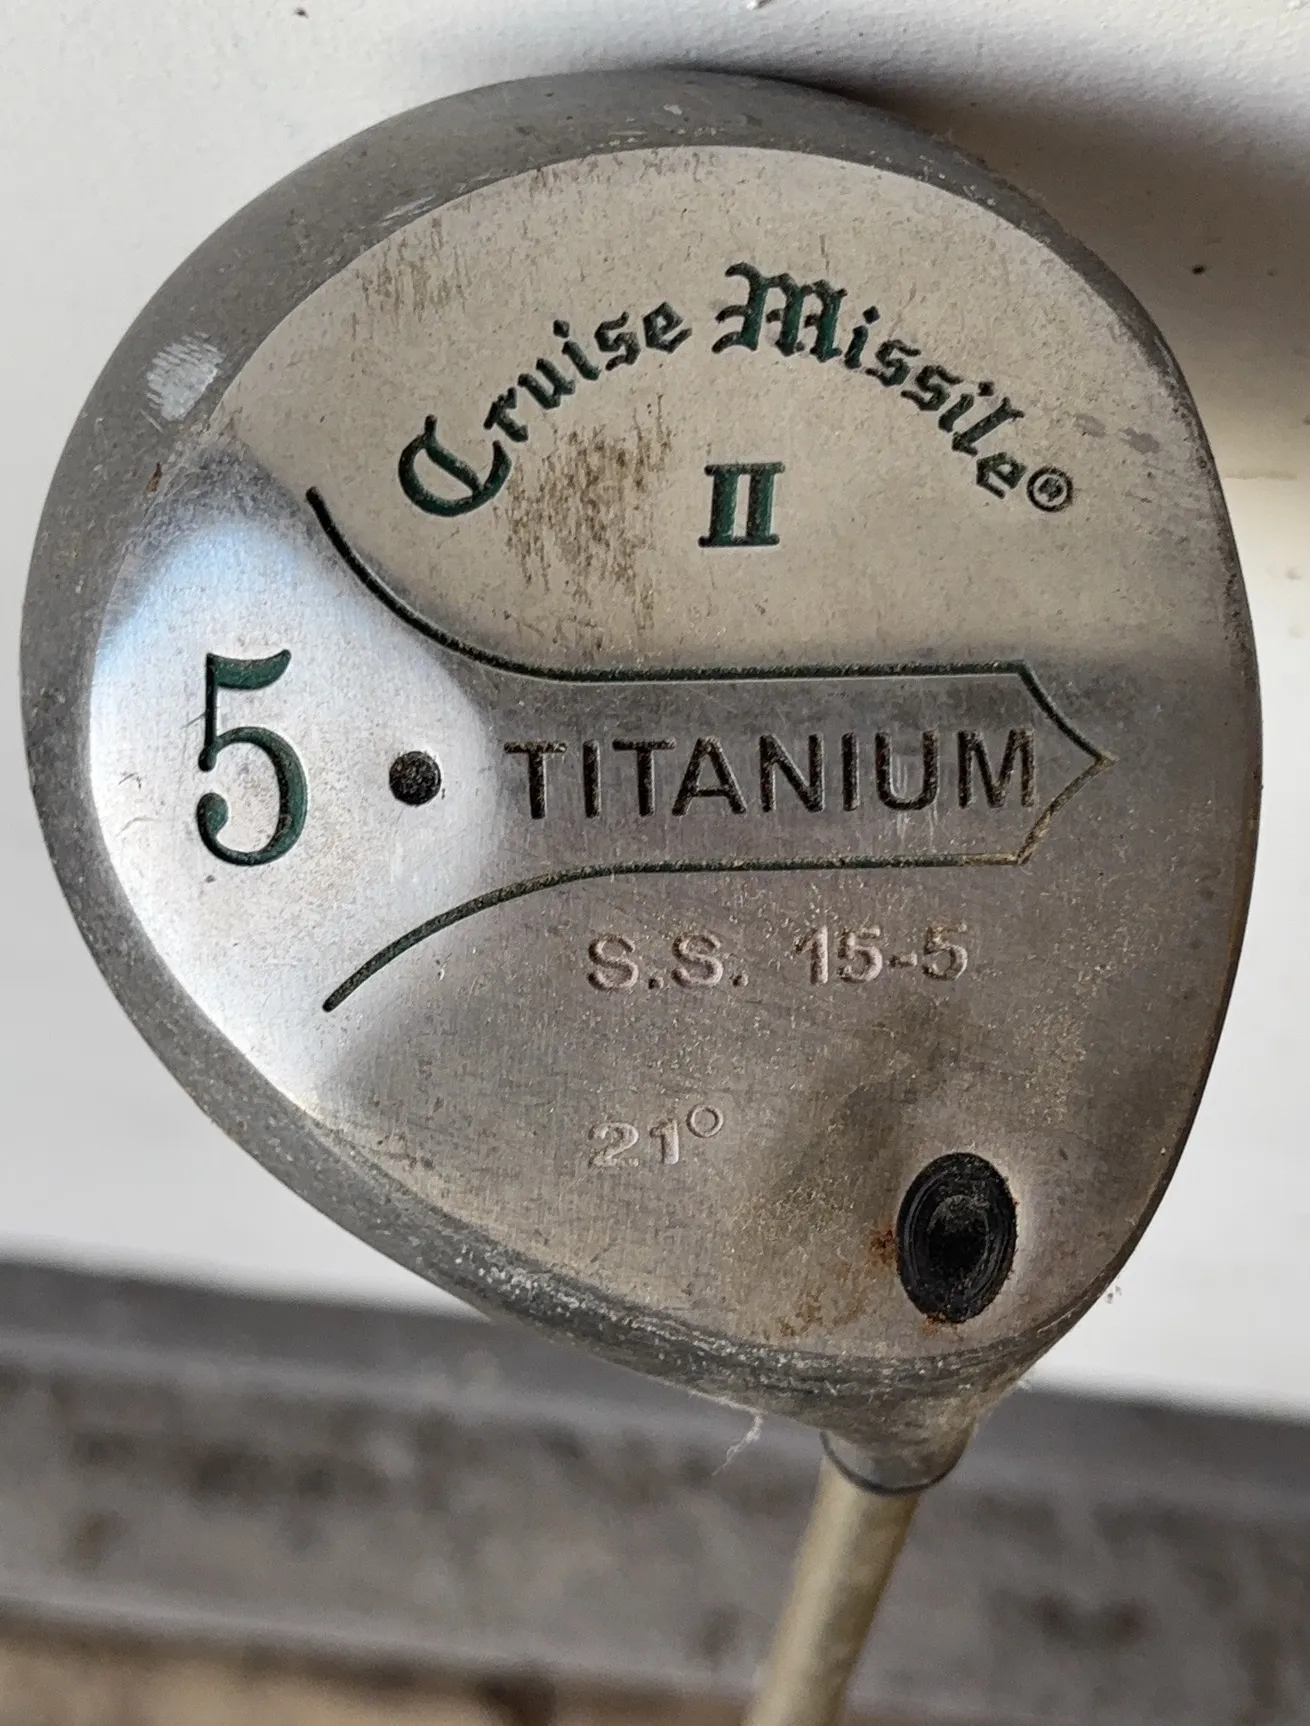 Cruise Missile®
II
5 • TITANIUM
S.S. 15-5
21°